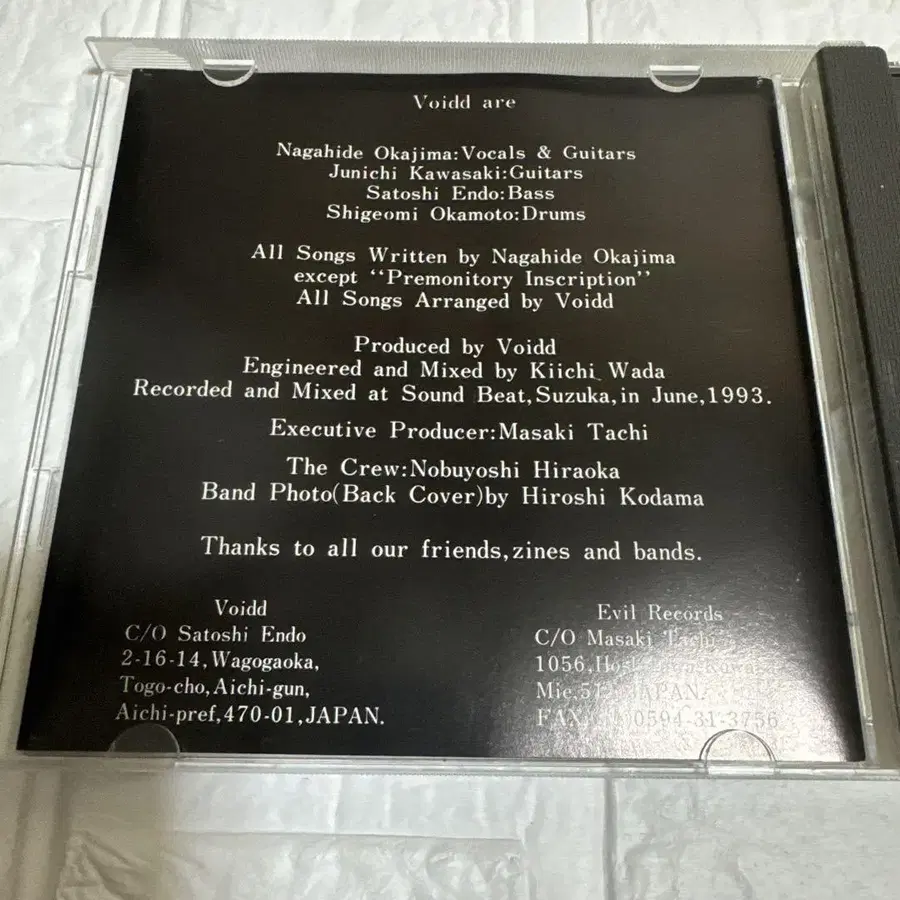 Voidd are
Nagahide Okajima:Vocals & Guitars
Junichi Kawasaki:Guitars
Satoshi Endo:Bass
Shigeomi Okamoto:Drums
All Songs Written by Nagahide Okajima
except "Premonitory Inscription"
All Songs Arranged by Voidd
Produced by Voidd
Engineered and Mixed by Kiichi Wada
Recorded and Mixed at Sound Beat,Suzuka,in June,1993.
Executive Producer:Masaki Tachi
The Crew:Nobuyoshi Hiraoka
Band Photo(Back Cover)by Hiroshi Kodama
Thanks to all our friends,zines and bands.
Voidd
C/O Satoshi Endo
2-16-14,Wagogaoka,
Togo-cho,Aichi-gun,
Aichi-pref,470-01,JAPAN.
Evil Records
C/O Masaki Tachi
1056,
Mie, JAPAN.
FAX 0594-31-3756